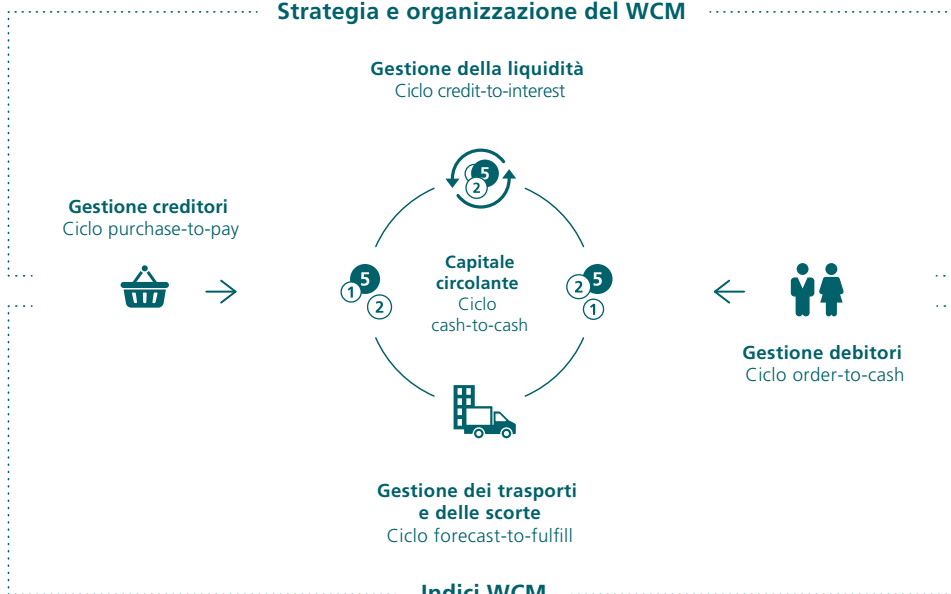 Strategia e organizzazione del WCM
Gestione della liquidità
Ciclo credit-to-interest
5
2
Gestione creditori
Ciclo purchase-to-pay
5
1
2
Capitale
circolante
Ciclo
cash-to-cash
5
2
1
Gestione debitori
Ciclo order-to-cash
Gestione dei trasporti
e delle scorte
Ciclo forecast-to-fulfill
Indici WCM